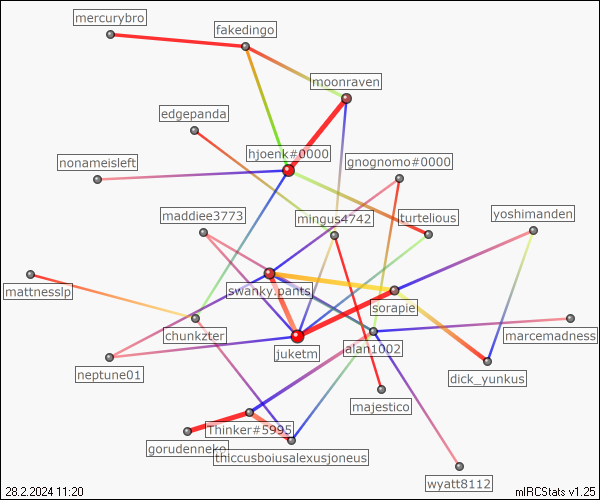 mercurybro
fakedingo
moonraven
edgepanda
hjoenk#0000
nonameisleft
gnognomo#0000
maddiee3773
mingus4742
turtelious
yoshimanden
mattnesslp
swanky.pants
sorapiel
chunkzter
juketm
alan1002
marcemadness
neptune01
dick_yunkus
majestico
Thinker#5995
gorudenneko
thiccusboiusalexusjoneus
wyatt8112
28.2.2024 11:20
mIRCStats v1.25